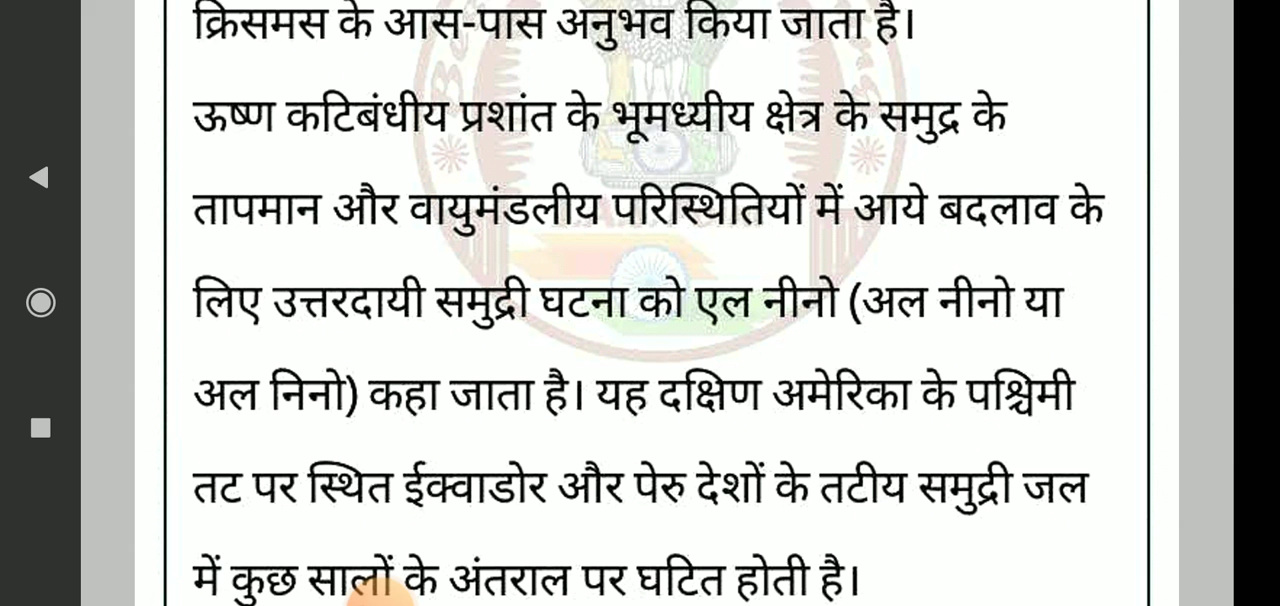 क्रिसमस के आस-पास अनुभव किया जाता है।
ऊष्ण कटिबंधीय प्रशांत के भूमध्यीय क्षेत्र के समुद्र के
तापमान और वायुमंडलीय परिस्थितियों में आये बदलाव के
लिए उत्तरदायी समुद्री घटना को एल नीनो (अल नीनो या
अल निनो) कहा जाता है। यह दक्षिण अमेरिका के पश्चिमी
तट पर स्थित ईक्वाडोर और पेरु देशों के तटीय समुद्री जल
में कुछ सालों के अंतराल पर घटित होती है।